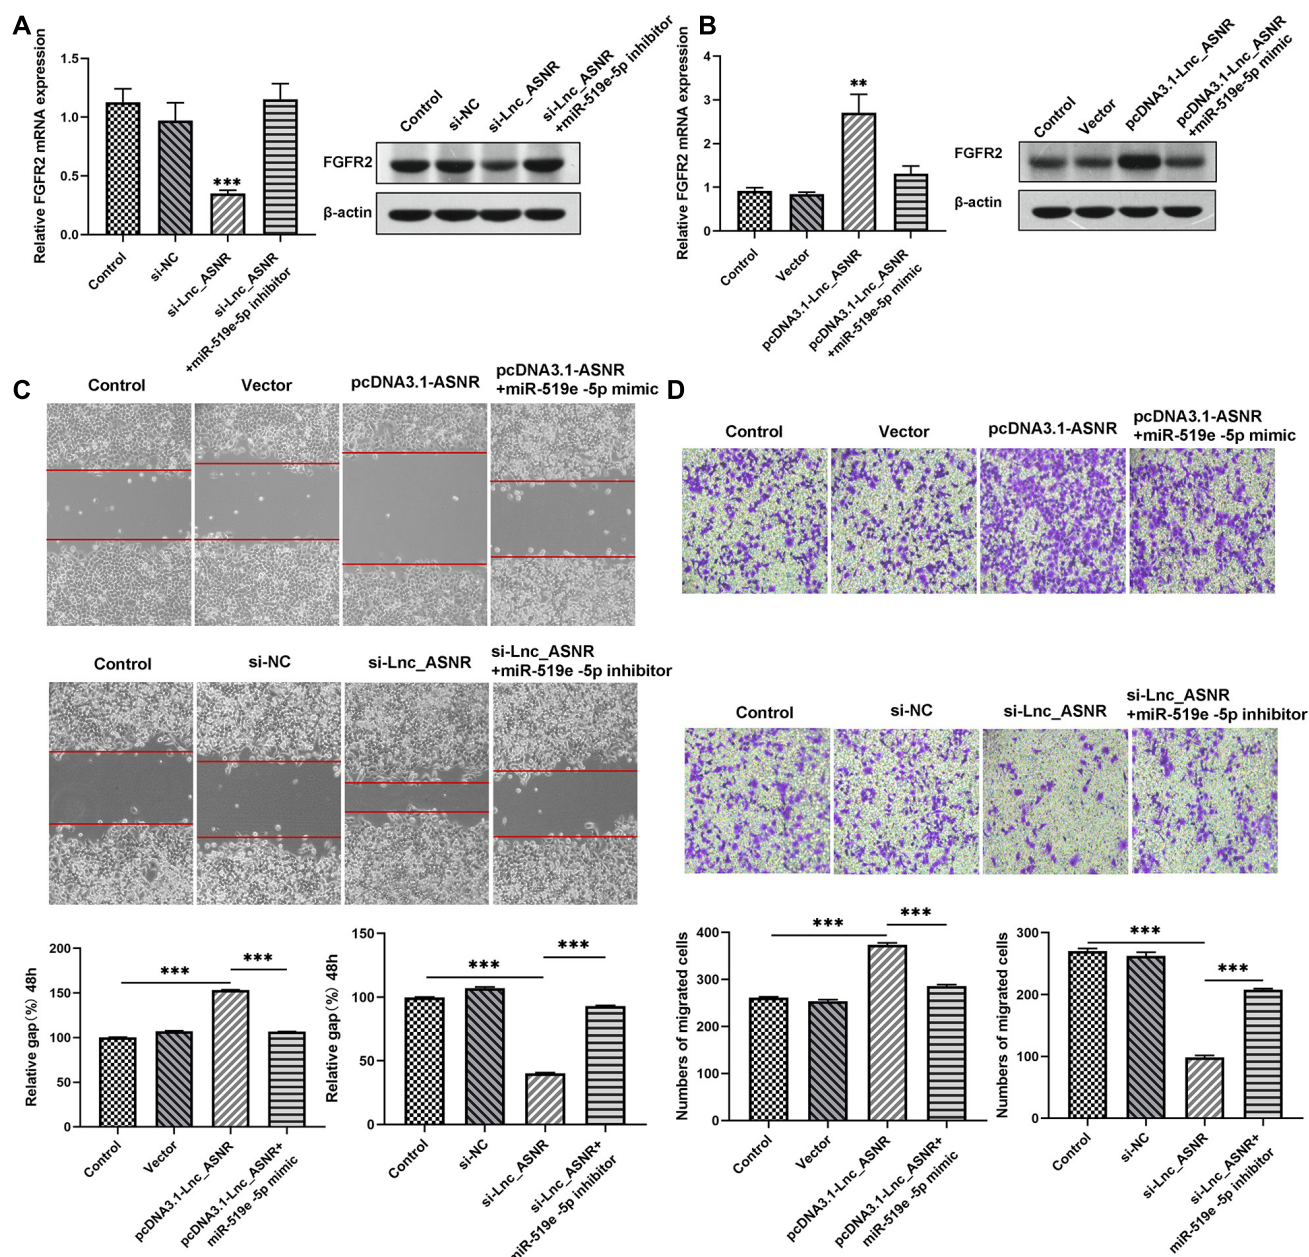 A
Relative FGFR2 mRNA expression
1.5
1.0
0.5
0.0
***
Control
si-NC
si-Lnc_ASNR
si-Lnc_ASNR
+miR-519e-5p inhibitor
Control
si-NC
si-Lnc_ASNR
si-Lnc_ASNR
+miR-519e-5p inhibitor
FGFR2
β-actin
B
Relative FGFR2 mRNA expression
4
3
2
1
0
**
Control
Vector
pcDNA3.1-Lnc_ASNR
pcDNA3.1-Lnc_ASNR
+miR-519e-5p mimic
Control
Vector
pcDNA3.1-Lnc_ASNR
pcDNA3.1-Lnc_ASNR
+miR-519e-5p mimic
FGFR2
β-actin
C
Control
Vector
pcDNA3.1-ASNR
pcDNA3.1-ASNR
+miR-519e -5p mimic
Control
si-NC
si-Lnc_ASNR
si-Lnc_ASNR
+miR-519e -5p inhibitor
Relative gap(%) 48h
200
150
100
50
0
***
***
Control
Vector
pcDNA3.1-Lnc_ASNR
pcDNA3.1-Lnc_ASNR+
miR-519e -5p mimic
Relative gap(%) 48h
150
100
50
0
***
***
Control
si-NC
si-Lnc_ASNR
si-Lnc_ASNR+
miR-519e -5p inhibitor
D
Control
Vector
pcDNA3.1-ASNR
pcDNA3.1-ASNR
+miR-519e -5p mimic
Control
si-NC
si-Lnc_ASNR
si-Lnc_ASNR
+miR-519e -5p inhibitor
Numbers of migrated cells
400
300
200
100
0
***
***
Control
Vector
pcDNA3.1-Lnc_ASNR
pcDNA3.1-Lnc_ASNR+
miR-519e -5p mimic
Numbers of migrated cells
300
200
100
0
***
***
Control
si-NC
si-Lnc_ASNR
si-Lnc_ASNR+
miR-519e -5p inhibitor